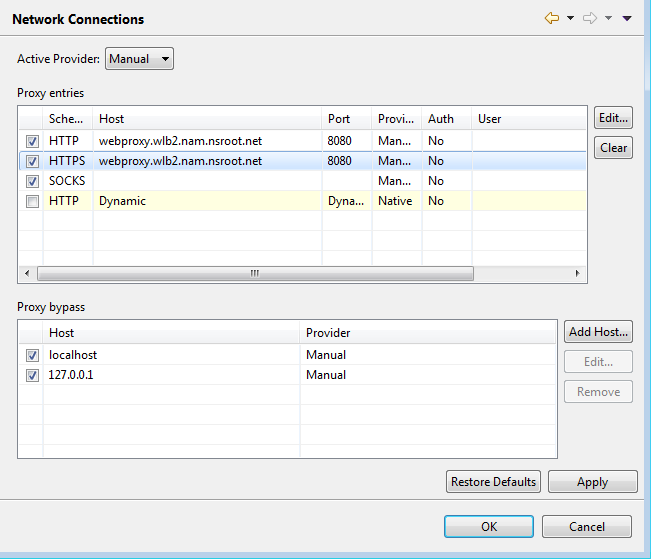 Network Connections
Active Provider: Manual
Proxy entries
Sche... Host Port Provi... Auth User
HTTP webproxy.wlb2.nam.nsroot.net 8080 Man... No
HTTPS webproxy.wlb2.nam.nsroot.net 8080 Man... No
SOCKS Man... No
HTTP Dynamic Dyna... Native No
Edit...
Clear
Proxy bypass
Host Provider
localhost Manual
127.0.0.1 Manual
Add Host...
Edit...
Remove
Restore Defaults Apply
OK Cancel